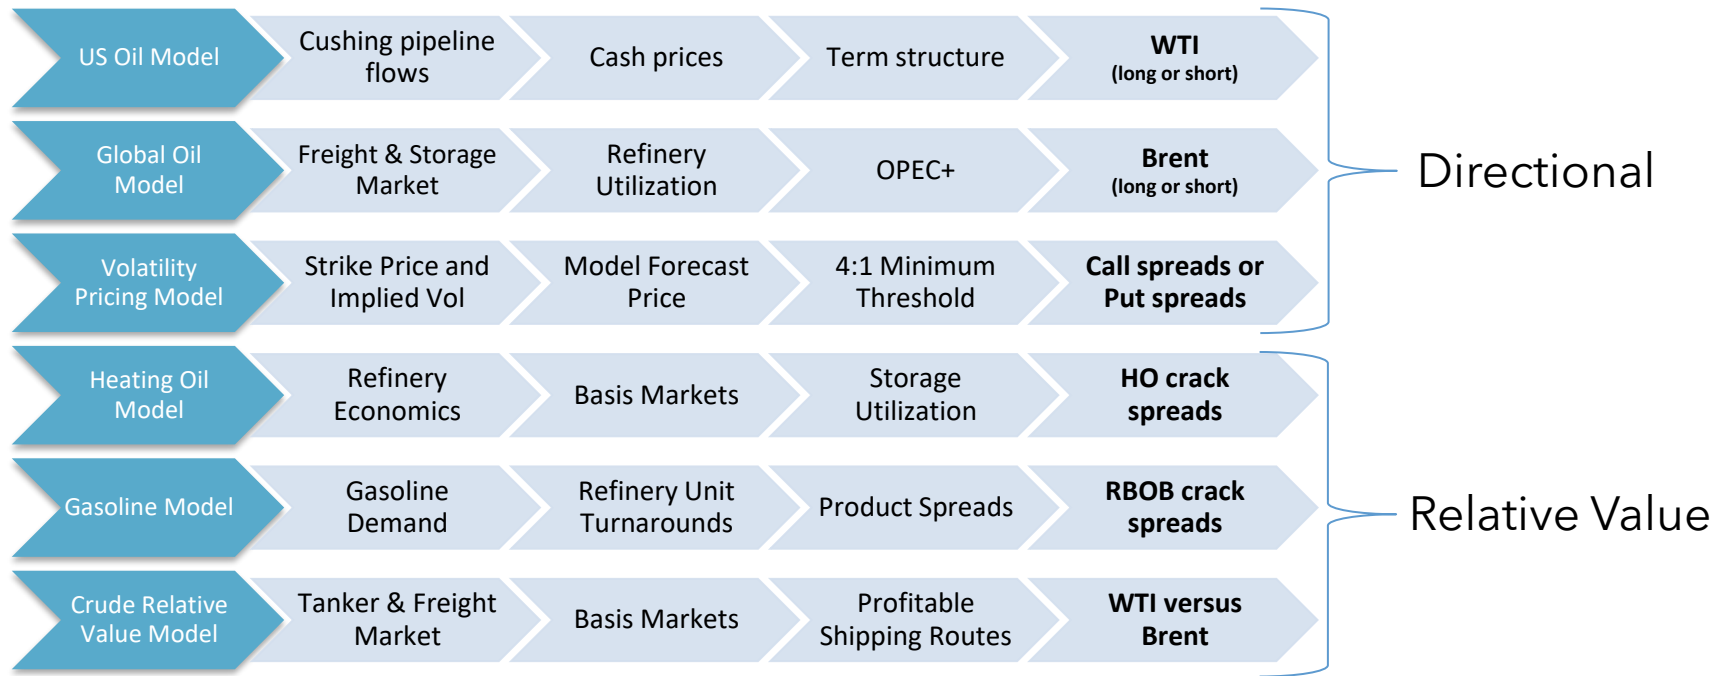 US Oil Model
Cushing pipeline
flows
Cash prices
Term structure
WTI
(long or short)
Global Oil
Model
Freight & Storage
Market
Refinery
Utilization
OPEC+
Brent
(long or short)
Directional
Volatility
Pricing Model
Strike Price and
Implied Vol
Model Forecast
Price
4:1 Minimum
Threshold
Call spreads or
Put spreads
Heating Oil
Model
Refinery
Economics
Basis Markets
Storage
Utilization
HO crack
spreads
Gasoline Model
Gasoline
Demand
Refinery Unit
Turnarounds
Product Spreads
RBOB crack
spreads
Relative Value
Crude Relative
Value Model
Tanker & Freight
Market
Basis Markets
Profitable
Shipping Routes
WTI versus
Brent